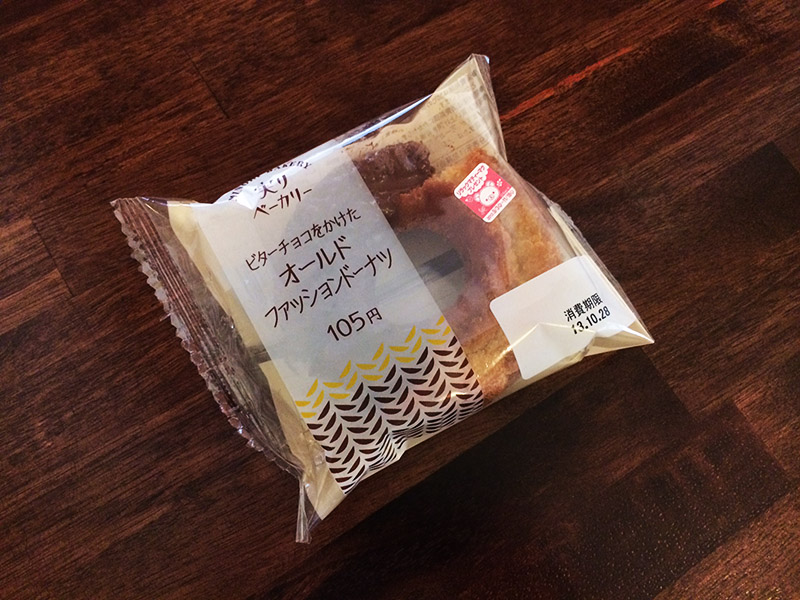 ベーカリー
ビターチョコをかけた
オールド
ファッションドーナツ
105円
消費期限
13.10.28